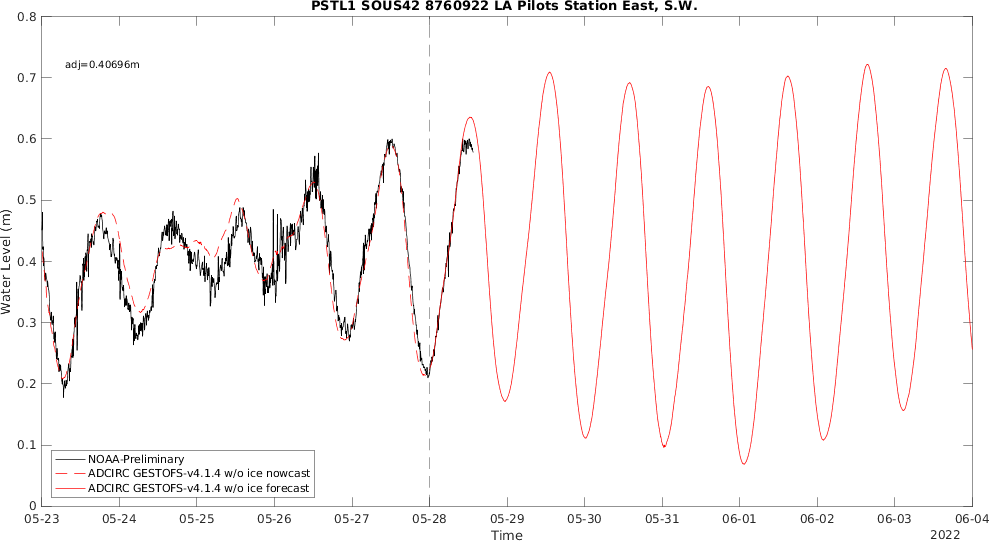 PSTL1 SOUS42 8760922 LA Pilots Station East, S.W.
adj=0.40696m
Water Level (m)
0.8
0.7
0.6
0.5
0.4
0.3
0.2
0.1
0
NOAA-Preliminary
ADCIRC GESTOFS-v4.1.4 w/o ice nowcast
ADCIRC GESTOFS-v4.1.4 w/o ice forecast
05-23 05-24 05-25 05-26 05-27 05-28 05-29 05-30 05-31 06-01 06-02 06-03 06-04
Time
2022